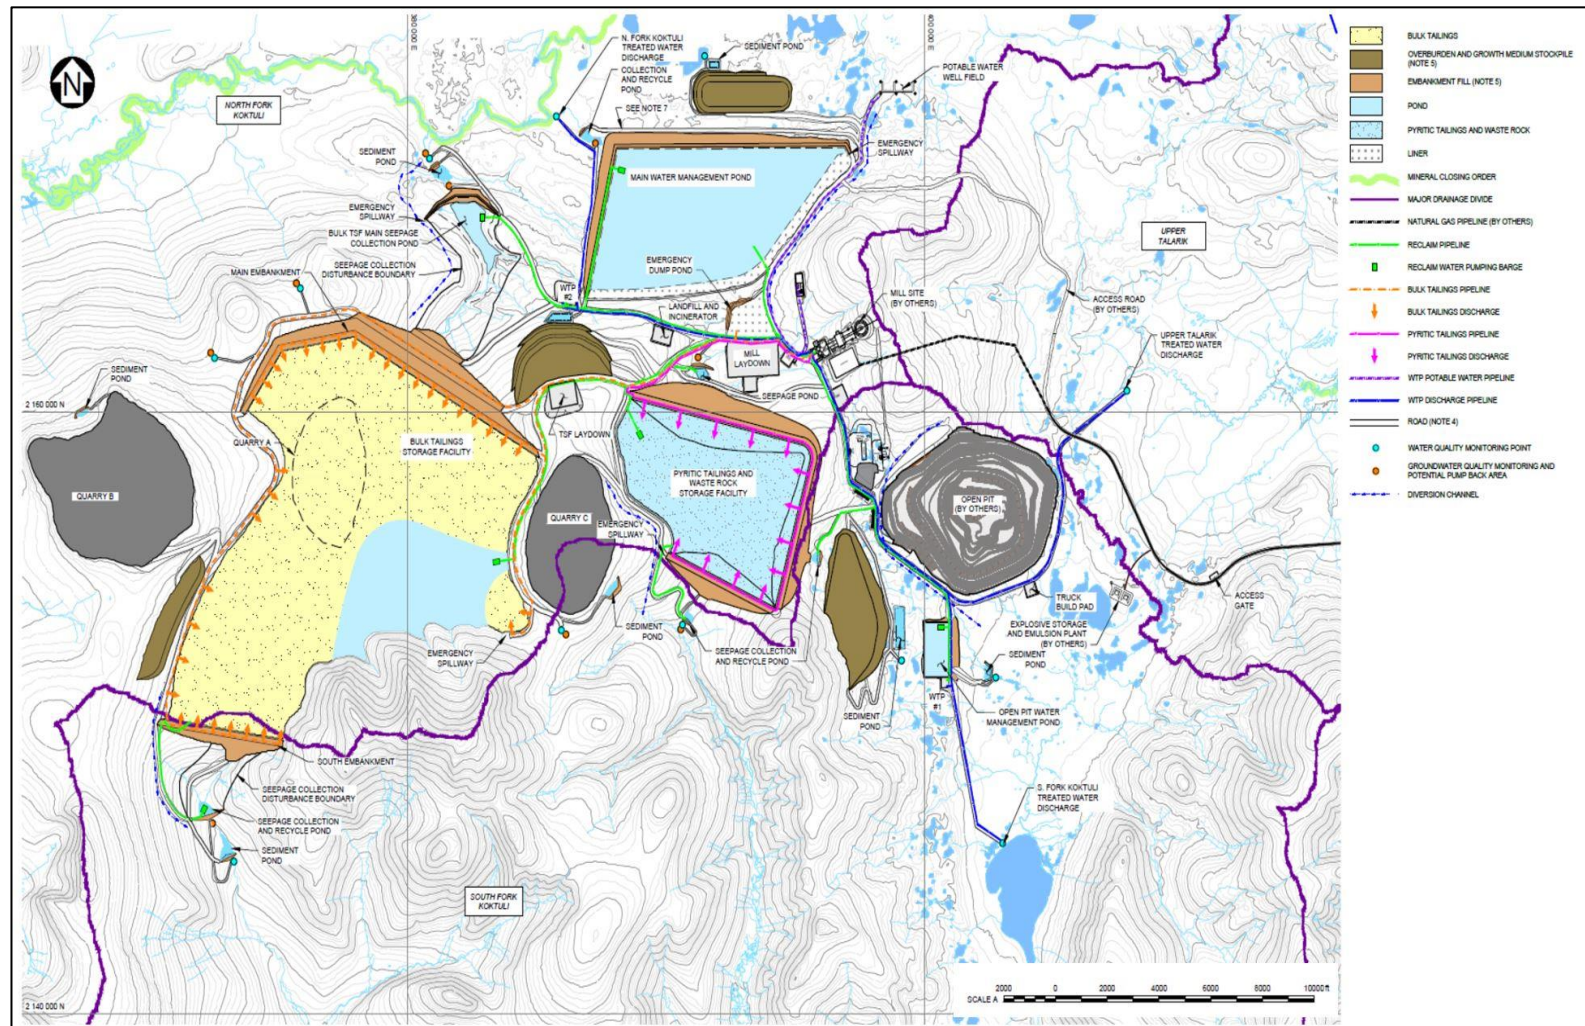 N
NORTH FORK
KOKTULI
380 000 E
N. FORK KOKTULI
TREATED WATER
DISCHARGE
COLLECTION
AND RECYCLE
POND
SEE NOTE 7
SEDIMENT POND
400 000 E
POTABLE WATER
WELL FIELD
SEDIMENT
POND
MAIN WATER MANAGEMENT POND
EMERGENCY
SPILLWAY
EMERGENCY
SPILLWAY
BULK TSF MAIN SEEPAGE
COLLECTION POND
SEEPAGE COLLECTION
DISTURBANCE BOUNDARY
MAIN EMBANKMENT
UPPER
TALARIK
EMERGENCY
DUMP POND
WTP
#2
LANDFILL AND
INCINERATOR
MILL SITE
(BY OTHERS)
ACCESS ROAD
(BY OTHERS)
UPPER TALARIK
TREATED WATER
DISCHARGE
MILL
LAYDOWN
SEEPAGE POND
SEDIMENT
POND
2 160 000 N
TSF LAYDOWN
QUARRY A
BULK TAILINGS
STORAGE FACILITY
PYRITIC TAILINGS AND
WASTE ROCK
STORAGE FACILITY
QUARRY B
QUARRY C
OPEN PIT
(BY OTHERS)
EMERGENCY
SPILLWAY
TRUCK
BUILD PAD
ACCESS
GATE
SEDIMENT
POND
EXPLOSIVE STORAGE
AND EMULSION PLANT
(BY OTHERS)
EMERGENCY
SPILLWAY
SEEPAGE COLLECTION
AND RECYCLE POND
SEDIMENT
POND
WTP
#1
SEDIMENT
POND
OPEN PIT WATER
MANAGEMENT POND
SOUTH EMBANKMENT
SEEPAGE COLLECTION
DISTURBANCE BOUNDARY
SEEPAGE COLLECTION
AND RECYCLE POND
SEDIMENT
POND
S. FORK KOKTULI
TREATED WATER
DISCHARGE
SOUTH FORK
KOKTULI
2 140 000 N
SCALE A
2000 0 2000 4000 6000 8000 10000 ft
BULK TAILINGS
OVERBURDEN AND GROWTH MEDIUM STOCKPILE
(NOTE 5)
EMBANKMENT FILL (NOTE 5)
POND
PYRITIC TAILINGS AND WASTE ROCK
LINER
MINERAL CLOSING ORDER
MAJOR DRAINAGE DIVIDE
NATURAL GAS PIPELINE (BY OTHERS)
RECLAIM PIPELINE
RECLAIM WATER PUMPING BARGE
BULK TAILINGS PIPELINE
BULK TAILINGS DISCHARGE
PYRITIC TAILINGS PIPELINE
PYRITIC TAILINGS DISCHARGE
WTP POTABLE WATER PIPELINE
WTP DISCHARGE PIPELINE
ROAD (NOTE 4)
WATER QUALITY MONITORING POINT
GROUNDWATER QUALITY MONITORING AND
POTENTIAL PUMP BACK AREA
DIVERSION CHANNEL